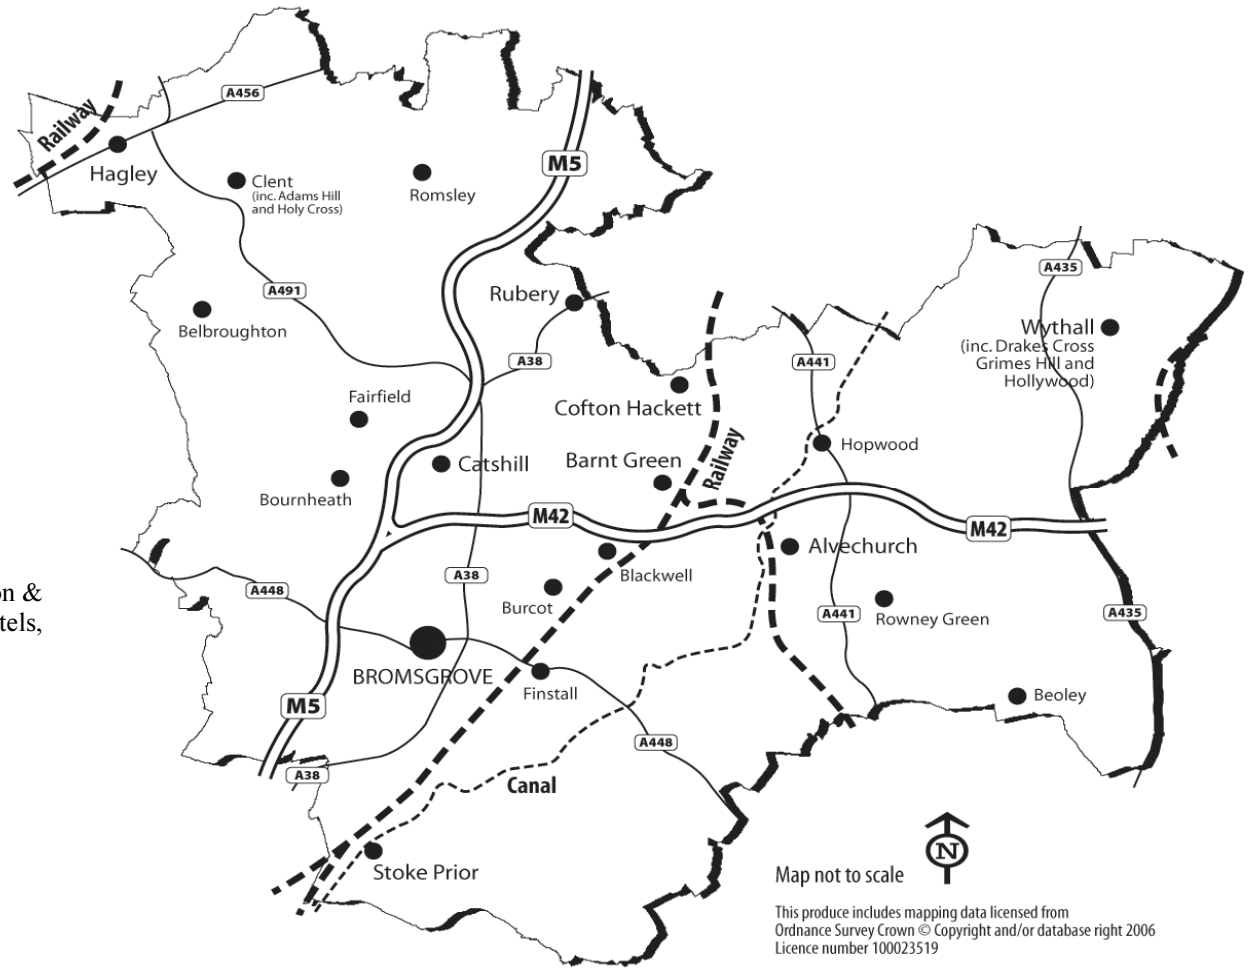 A456
Railway
M5
Hagley
Clent
(inc. Adams Hill
and Holy Cross)
Romsley
A435
A491
Rubery
Belbroughton
Wythall
(inc. Drakes Cross
Grimes Hill and
Hollywood)
A38
A441
Fairfield
Cofton Hackett
Railway
Hopwood
Catshill
Barnt Green
Bournheath
M42
M42
Alvechurch
Blackwell
A38
on &
tels,
A448
Burcot
A441
Rowney Green
A435
BROMSGROVE
Finstall
Beoley
M5
A448
A38
Canal
Stoke Prior
N
Map not to scale
This produce includes mapping data licensed from
Ordnance Survey Crown © Copyright and/or database right 2006
Licence number 100023519